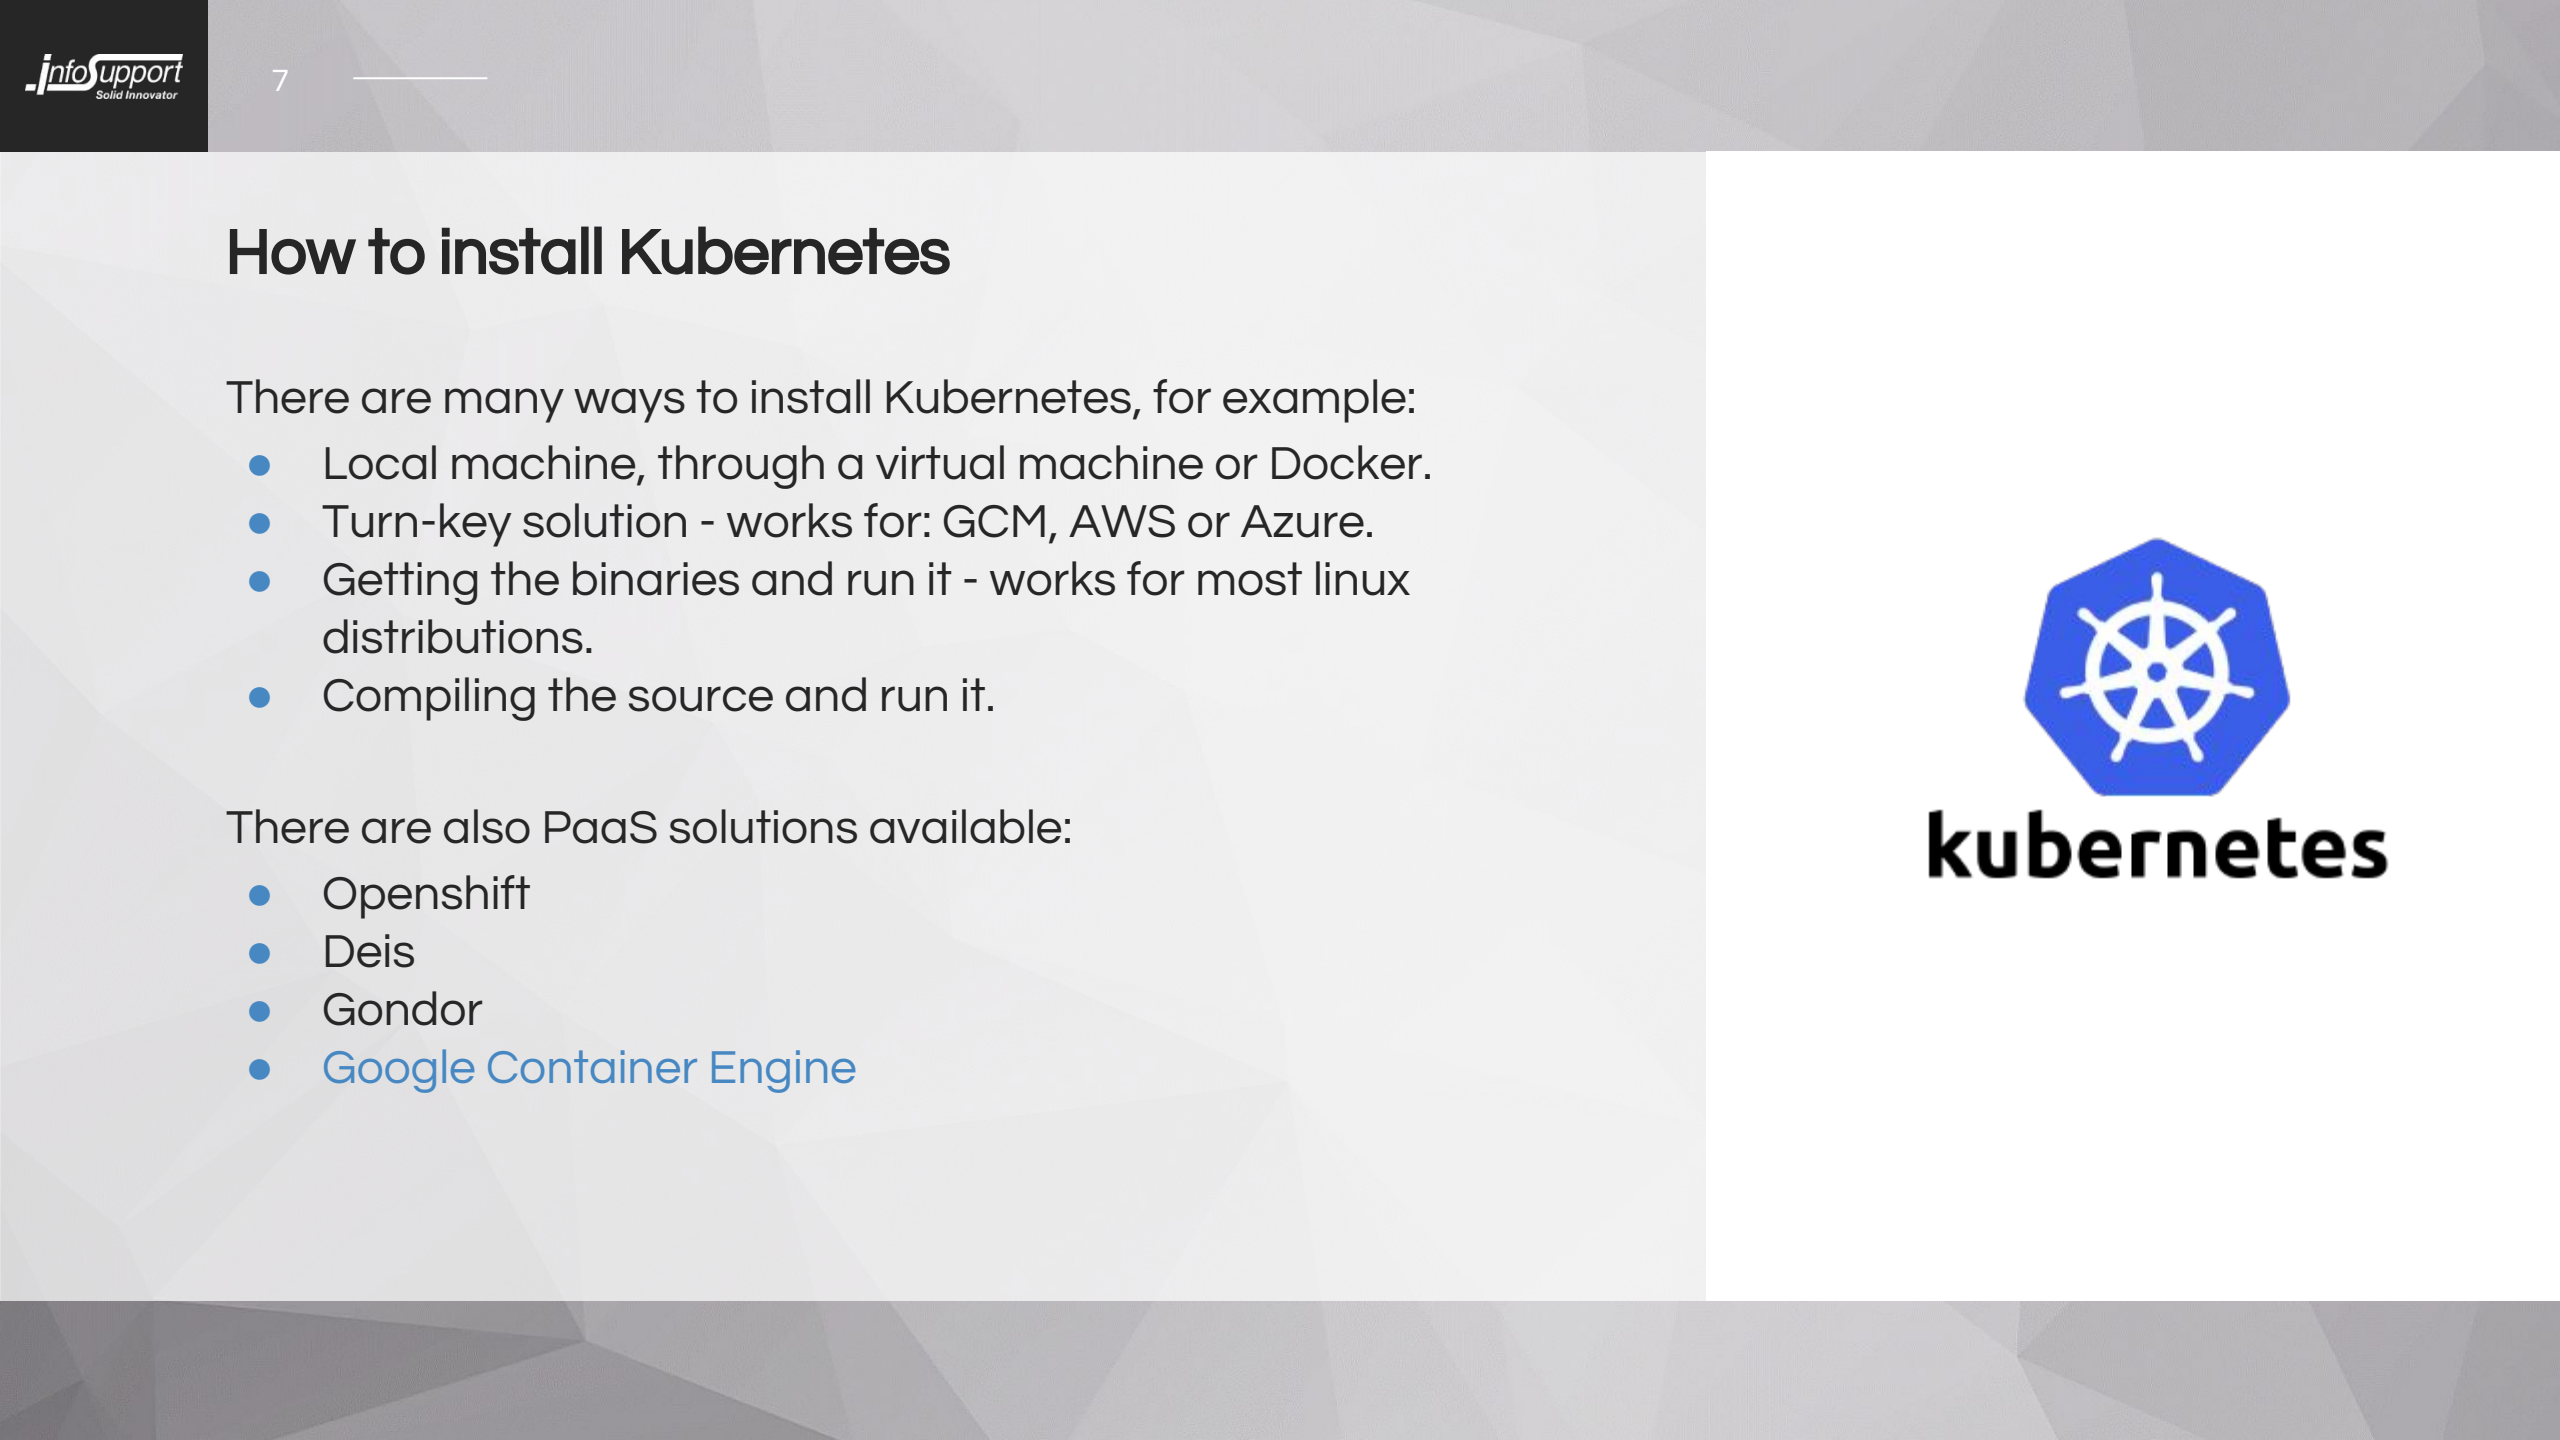 infoSupport
Solid Innovator
7
How to install Kubernetes
There are many ways to install Kubernetes, for example:
● Local machine, through a virtual machine or Docker.
● Turn-key solution - works for: GCM, AWS or Azure.
● Getting the binaries and run it - works for most linux
distributions.
● Compiling the source and run it.
There are also PaaS solutions available:
● Openshift
● Deis
● Gondor
● Google Container Engine
kubernetes